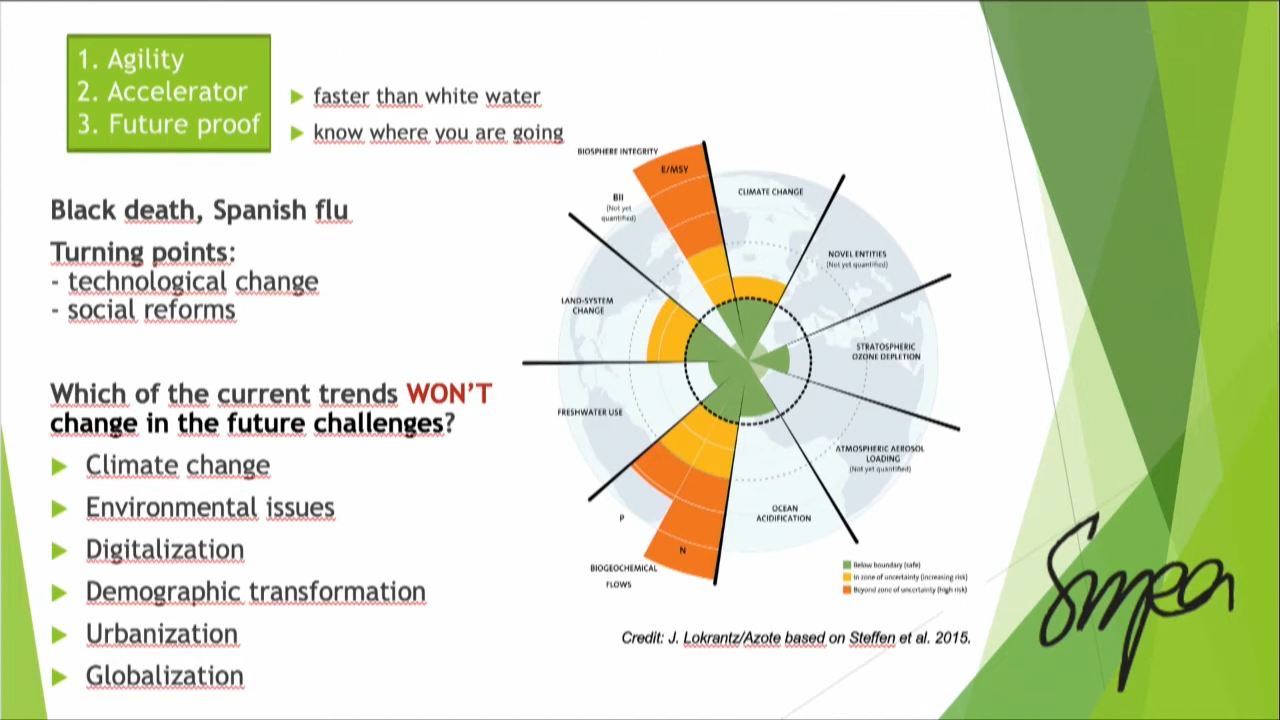 1. Agility
2. Accelerator
3. Future proof
faster than white water
know where you are going
Black death, Spanish flu
Turning points:
- technological change
- social reforms
Which of the current trends WON'T
change in the future challenges?
Climate change
Environmental issues
Digitalization
Demographic transformation
Urbanization
Globalization
BIOSPHERE INTEGRITY
E/MSY
BII
(Not yet
quantified)
CLIMATE CHANGE
NOVEL ENTITIES
(Not yet quantified)
LAND-SYSTEM
CHANGE
STRATOSPHERIC
OZONE DEPLETION
FRESHWATER USE
ATMOSPHERIC AEROSOL
LOADING
(Not yet quantified)
OCEAN
ACIDIFICATION
P
N
BIOGEOCHEMICAL
FLOWS
Below boundary (safe)
In zone of uncertainty (increasing risk)
Beyond zone of uncertainty (high risk)
Credit: J. Lokrantz/Azote based on Steffen et al. 2015.